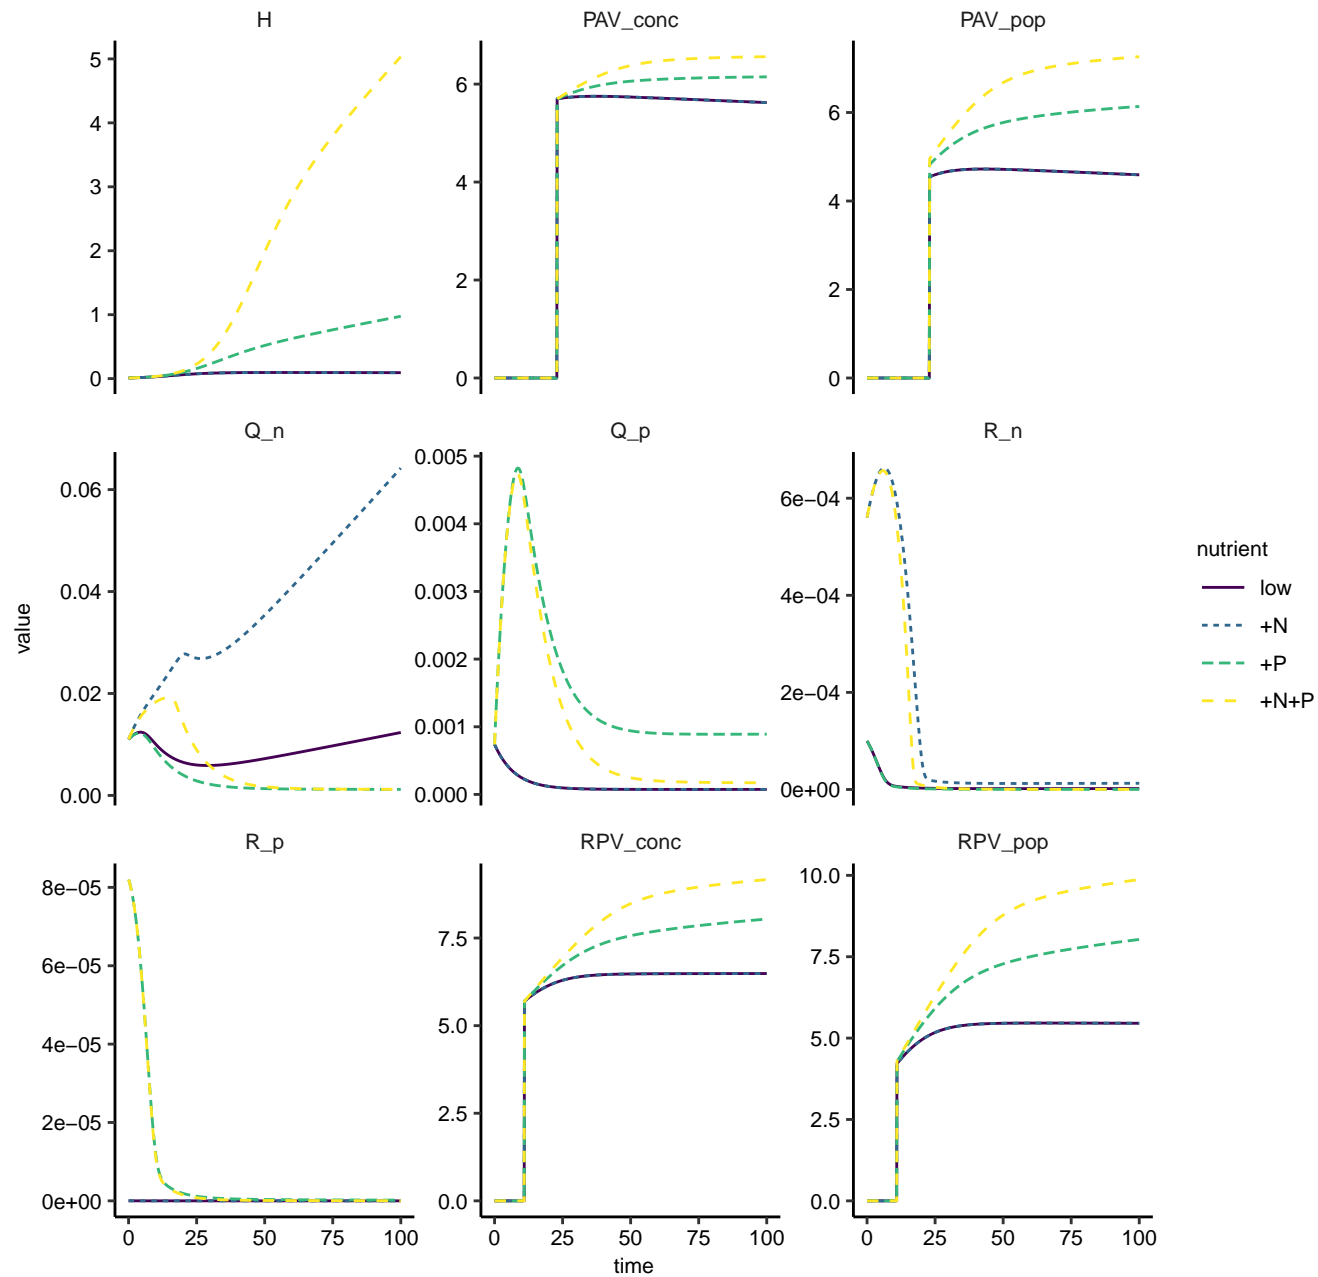 H
PAV_conc
PAV_pop
5
4
3
2
1
0
6
4
2
0
6
4
2
0
Q_n
Q_p
R_n
value
0.06
0.04
0.02
0.00
0.005
0.004
0.003
0.002
0.001
0.000
6e−04
4e−04
2e−04
0e+00
nutrient
low
+N
+P
+N+P
R_p
RPV_conc
RPV_pop
8e−05
6e−05
4e−05
2e−05
0e+00
7.5
5.0
2.5
0.0
10.0
7.5
5.0
2.5
0.0
0 25 50 75 100
0 25 50 75 100
0 25 50 75 100
time